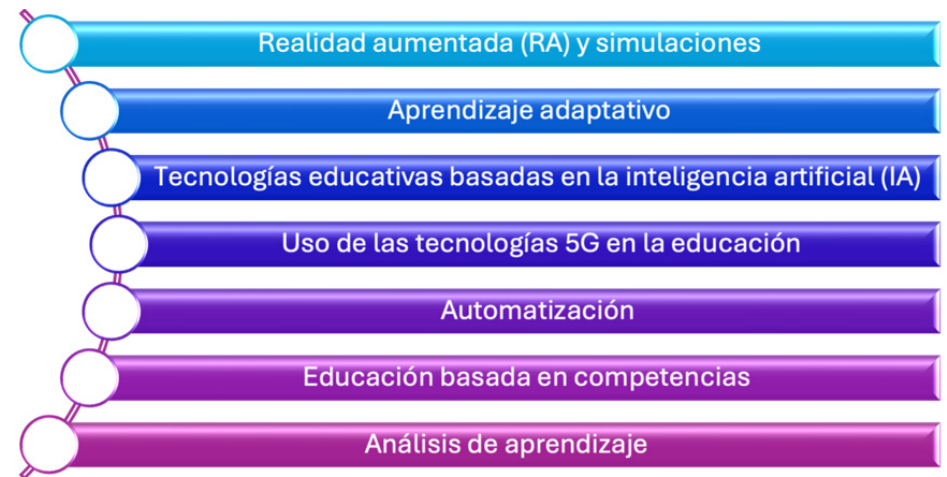 Realidad aumentada (RA) y simulaciones
Aprendizaje adaptativo
Tecnologías educativas basadas en la inteligencia artificial (IA)
Uso de las tecnologías 5G en la educación
Automatización
Educación basada en competencias
Análisis de aprendizaje